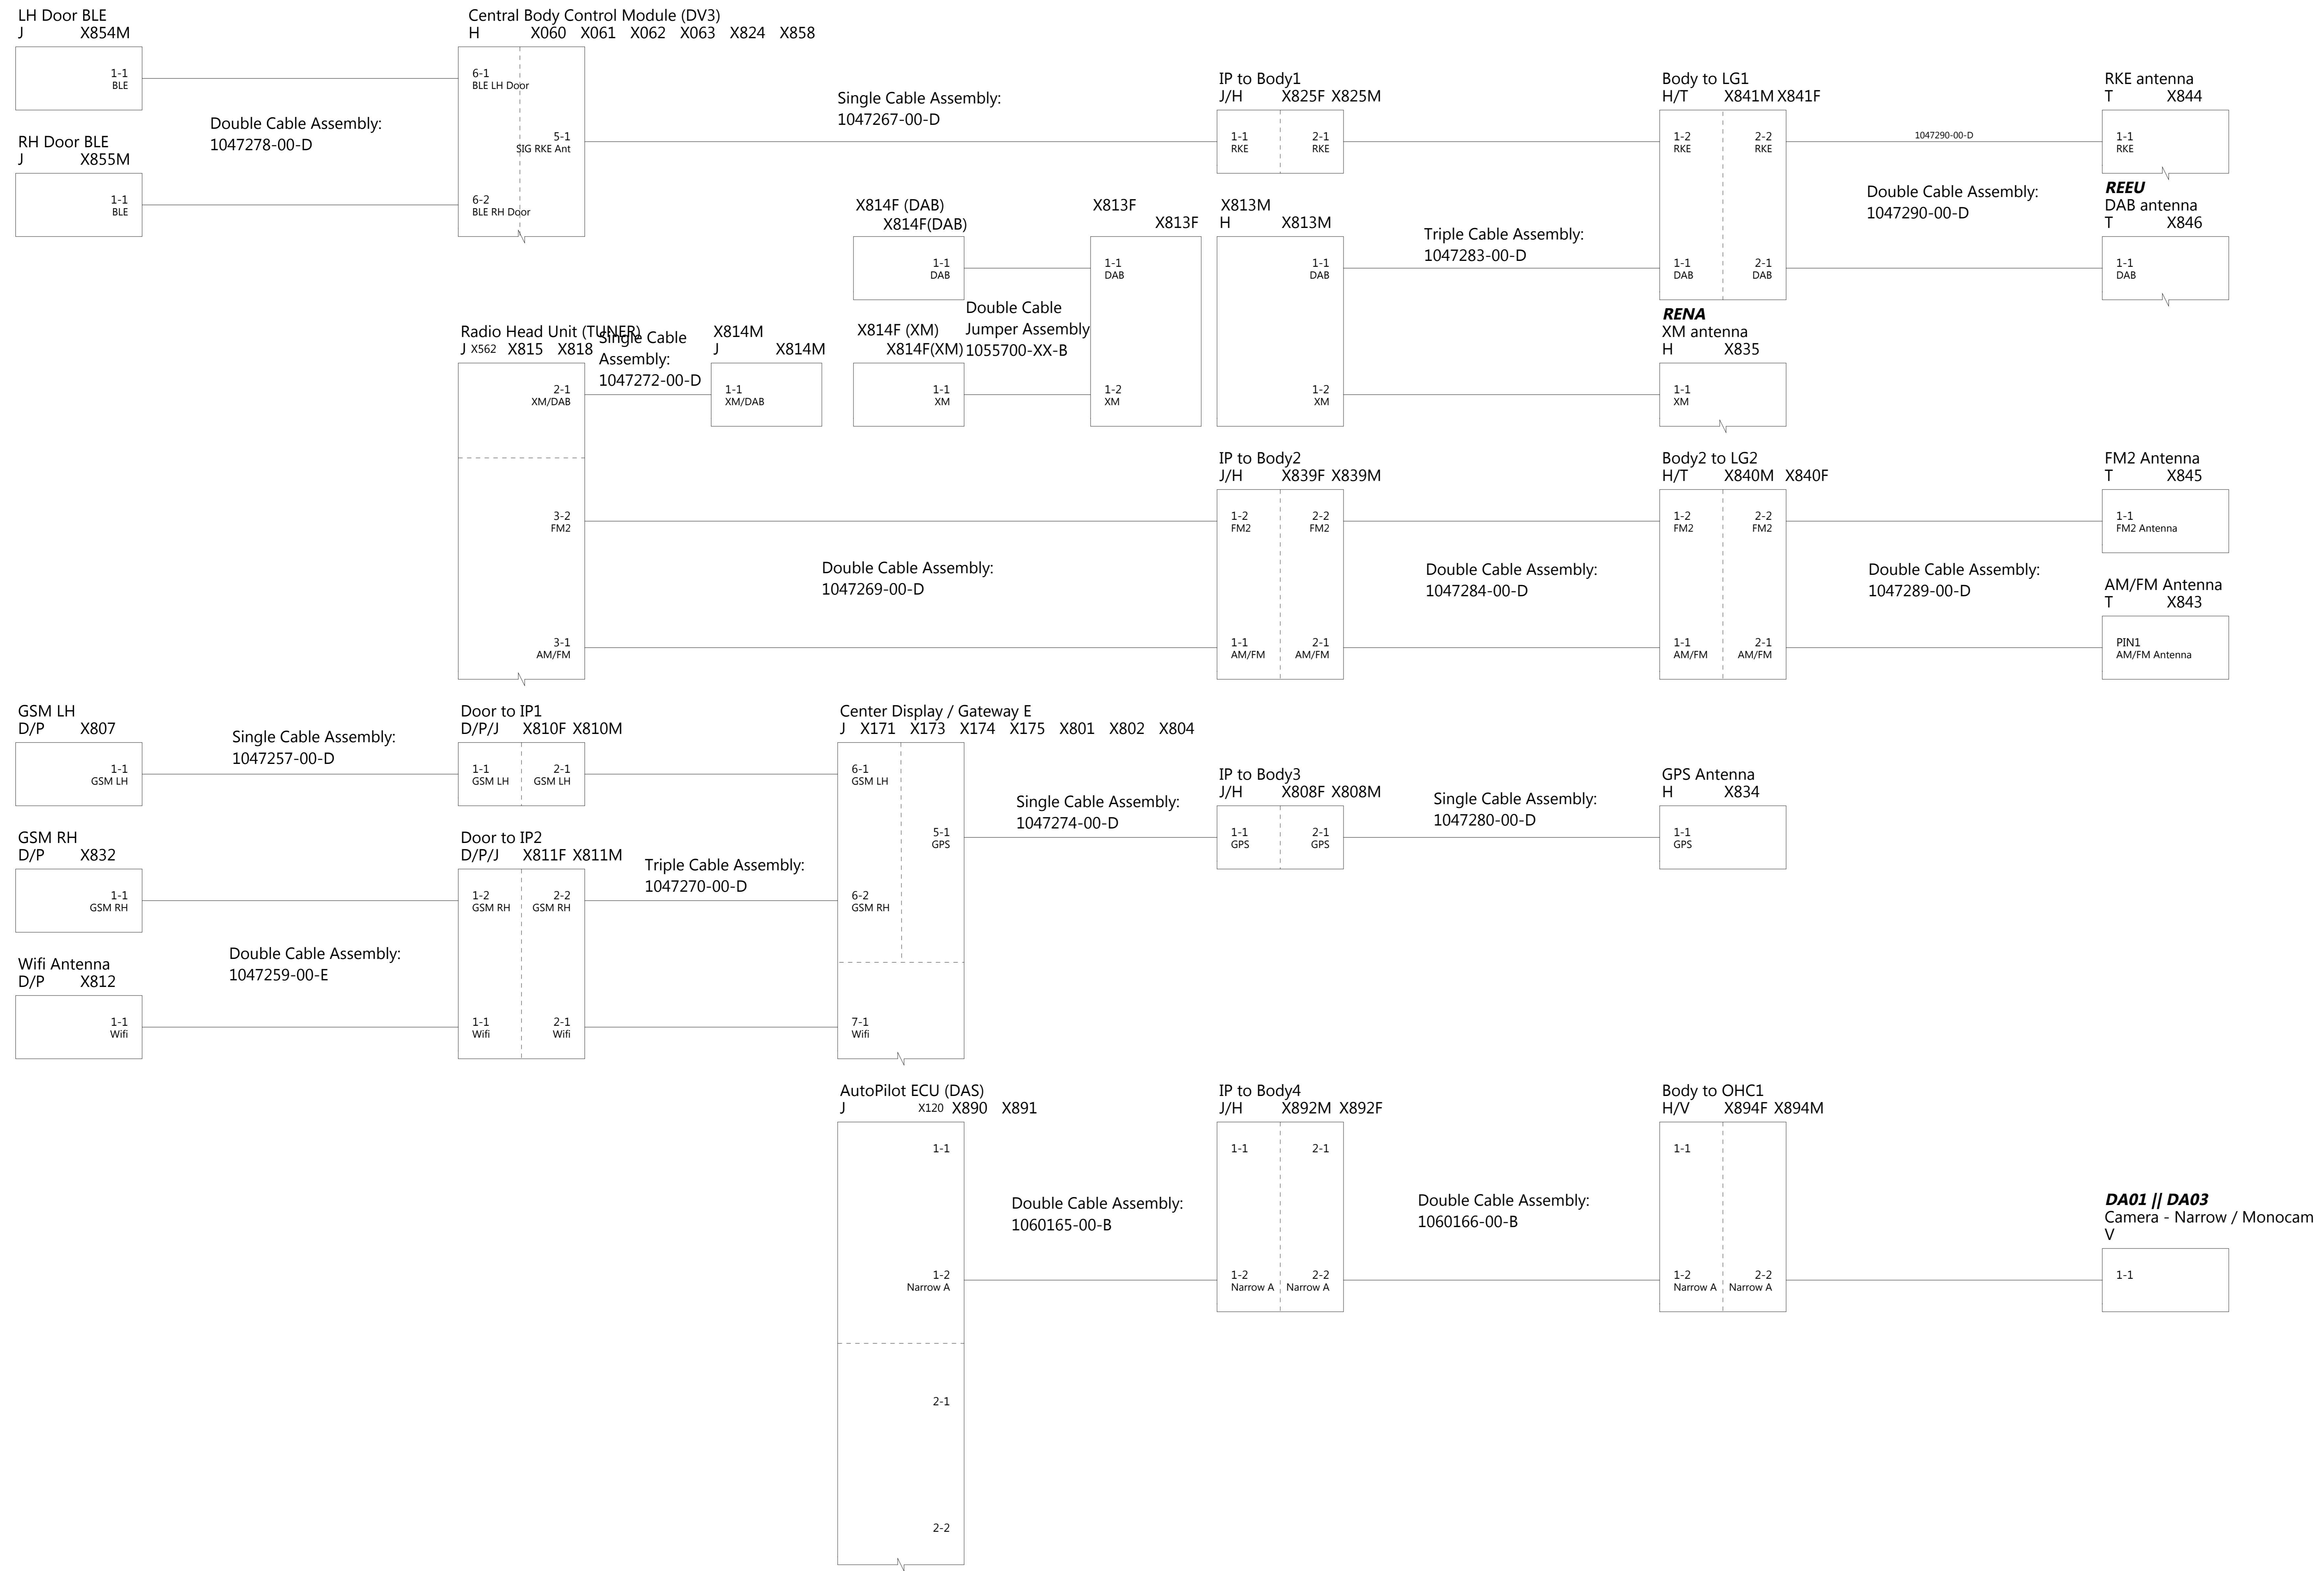 LH Door BLE
J X854M
1-1
BLE
RH Door BLE
J X855M
1-1
BLE
Double Cable Assembly:
1047278-00-D
Central Body Control Module (DV3)
H X060 X061 X062 X063 X824 X858
6-1
BLE LH Door
5-1
SIG RKE Ant
6-2
BLE RH Door
Single Cable Assembly:
1047267-00-D
IP to Body1
J/H X825F X825M
1-1
RKE
2-1
RKE
Body to LG1
H/T X841M X841F
1-2
RKE
2-2
RKE
1-1
DAB
2-1
DAB
1047290-00-D
Double Cable Assembly:
1047290-00-D
RKE antenna
T X844
1-1
RKE
REEU
DAB antenna
T X846
1-1
DAB
X814F (DAB)
X814F(DAB)
1-1
DAB
X813F
X813F
1-1
DAB
1-2
XM
X813M
H X813M
1-1
DAB
1-2
XM
Triple Cable Assembly:
1047283-00-D
Double Cable
Jumper Assembly
1055700-XX-B
RENA
XM antenna
H X835
1-1
XM
Radio Head Unit (TUNER)
J X562 X815 X818
2-1
XM/DAB
3-2
FM2
3-1
AM/FM
Single Cable
Assembly:
1047272-00-D
X814M
J X814M
1-1
XM/DAB
X814F (XM)
X814F(XM)
1-1
XM
Double Cable Assembly:
1047269-00-D
IP to Body2
J/H X839F X839M
1-2
FM2
2-2
FM2
1-1
AM/FM
2-1
AM/FM
Double Cable Assembly:
1047284-00-D
Body2 to LG2
H/T X840M X840F
1-2
FM2
2-2
FM2
1-1
AM/FM
2-1
AM/FM
Double Cable Assembly:
1047289-00-D
FM2 Antenna
T X845
1-1
FM2 Antenna
AM/FM Antenna
T X843
PIN1
AM/FM Antenna
GSM LH
D/P X807
1-1
GSM LH
Single Cable Assembly:
1047257-00-D
Door to IP1
D/P/J X810F X810M
1-1
GSM LH
2-1
GSM LH
Center Display / Gateway E
J X171 X173 X174 X175 X801 X802 X804
6-1
GSM LH
5-1
GPS
6-2
GSM RH
7-1
Wifi
Single Cable Assembly:
1047274-00-D
IP to Body3
J/H X808F X808M
1-1
GPS
2-1
GPS
Single Cable Assembly:
1047280-00-D
GPS Antenna
H X834
1-1
GPS
GSM RH
D/P X832
1-1
GSM RH
Door to IP2
D/P/J X811F X811M
1-2
GSM RH
2-2
GSM RH
1-1
Wifi
2-1
Wifi
Triple Cable Assembly:
1047270-00-D
Double Cable Assembly:
1047259-00-E
Wifi Antenna
D/P X812
1-1
Wifi
AutoPilot ECU (DAS)
J X120 X890 X891
1-1
1-2
Narrow A
2-1
2-2
Double Cable Assembly:
1060165-00-B
IP to Body4
J/H X892M X892F
1-1
2-1
1-2
Narrow A
2-2
Narrow A
Double Cable Assembly:
1060166-00-B
Body to OHC1
H/V X894F X894M
1-1
1-2
Narrow A
2-2
Narrow A
DA01 || DA03
Camera - Narrow / Monocam
V
1-1